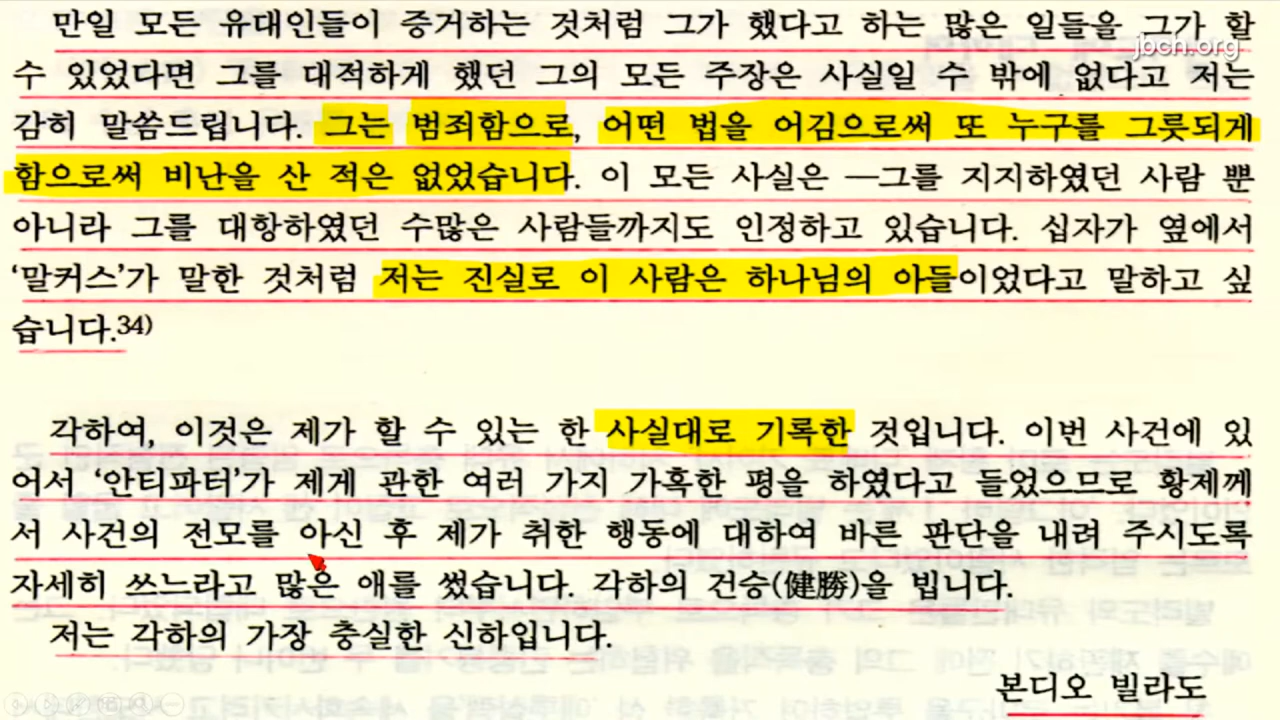 만일 모든 유대인들이 증거하는 것처럼 그가 했다고 하는 많은 일들을 그가 할
jbch.org
수 있었다면 그를 대적하게 했던 그의 모든 주장은 사실일 수 밖에 없다고 저는
감히 말씀드립니다. 그는 범죄함으로, 어떤 법을 어김으로써 또 누구를 그릇되게
함으로써 비난을 산 적은 없었습니다. 이 모든 사실은 —그를 지지하였던 사람 뿐
아니라 그를 대항하였던 수많은 사람들까지도 인정하고 있습니다. 십자가 옆에서
‘말커스’가 말한 것처럼 저는 진실로 이 사람은 하나님의 아들이었다고 말하고 싶
습니다.34)
각하여, 이것은 제가 할 수 있는 한 사실대로 기록한 것입니다. 이번 사건에 있
어서 ‘안티파터’가 제게 관한 여러 가지 가혹한 평을 하였다고 들었으므로 황제께
서 사건의 전모를 아신 후 제가 취한 행동에 대하여 바른 판단을 내려 주시도록
자세히 쓰느라고 많은 애를 썼습니다. 각하의 건승(健勝)을 빕니다.
저는 각하의 가장 충실한 신하입니다.
본디오 빌라도